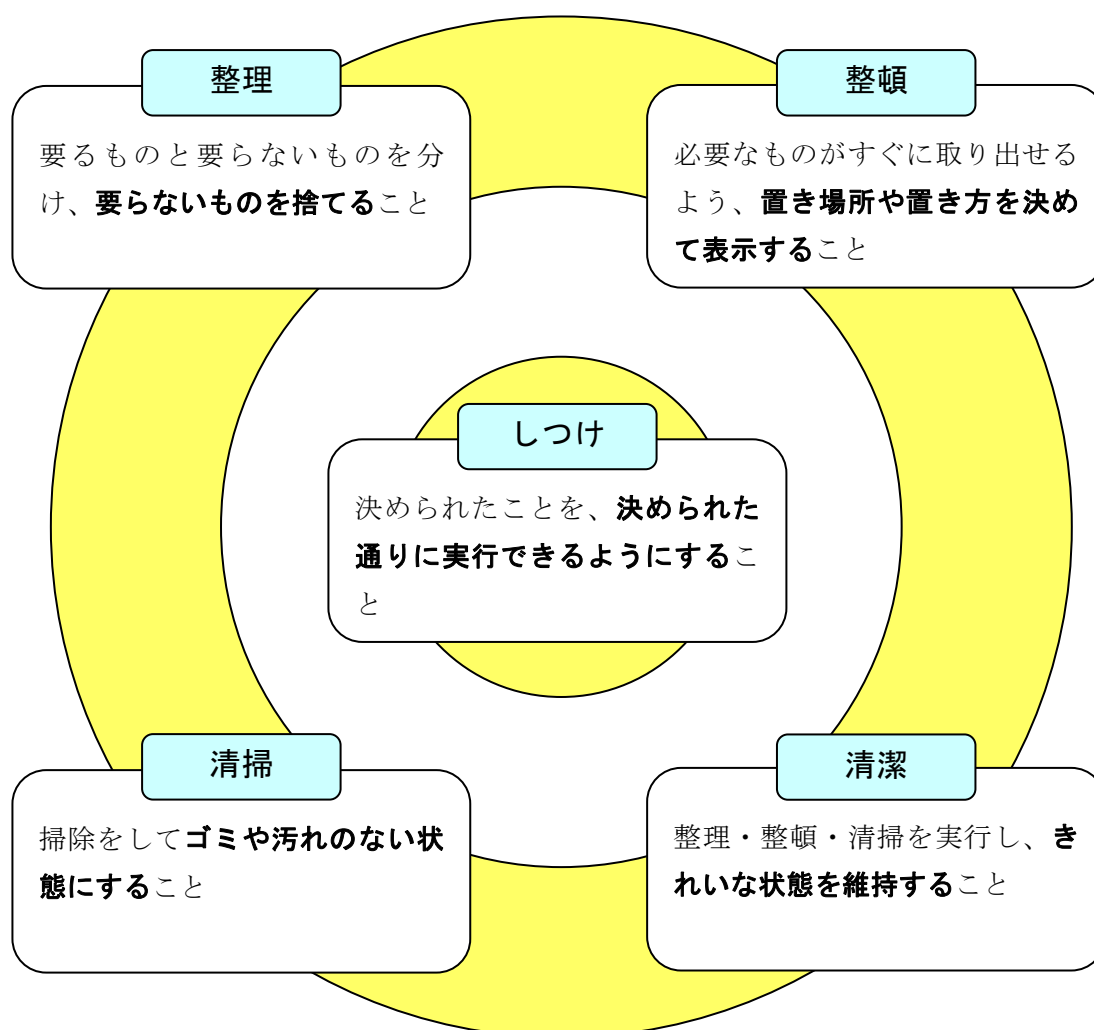 整理
要るものと要らないものを分
け、要らないものを捨てること
整頓
必要なものがすぐに取り出せる
よう、置き場所や置き方を決め
て表示すること
しつけ
決められたことを、決められた
通りに実行できるようにするこ
と
清掃
掃除をしてゴミや汚れのない状
態にすること
清潔
整理・整頓・清掃を実行し、き
れいな状態を維持すること